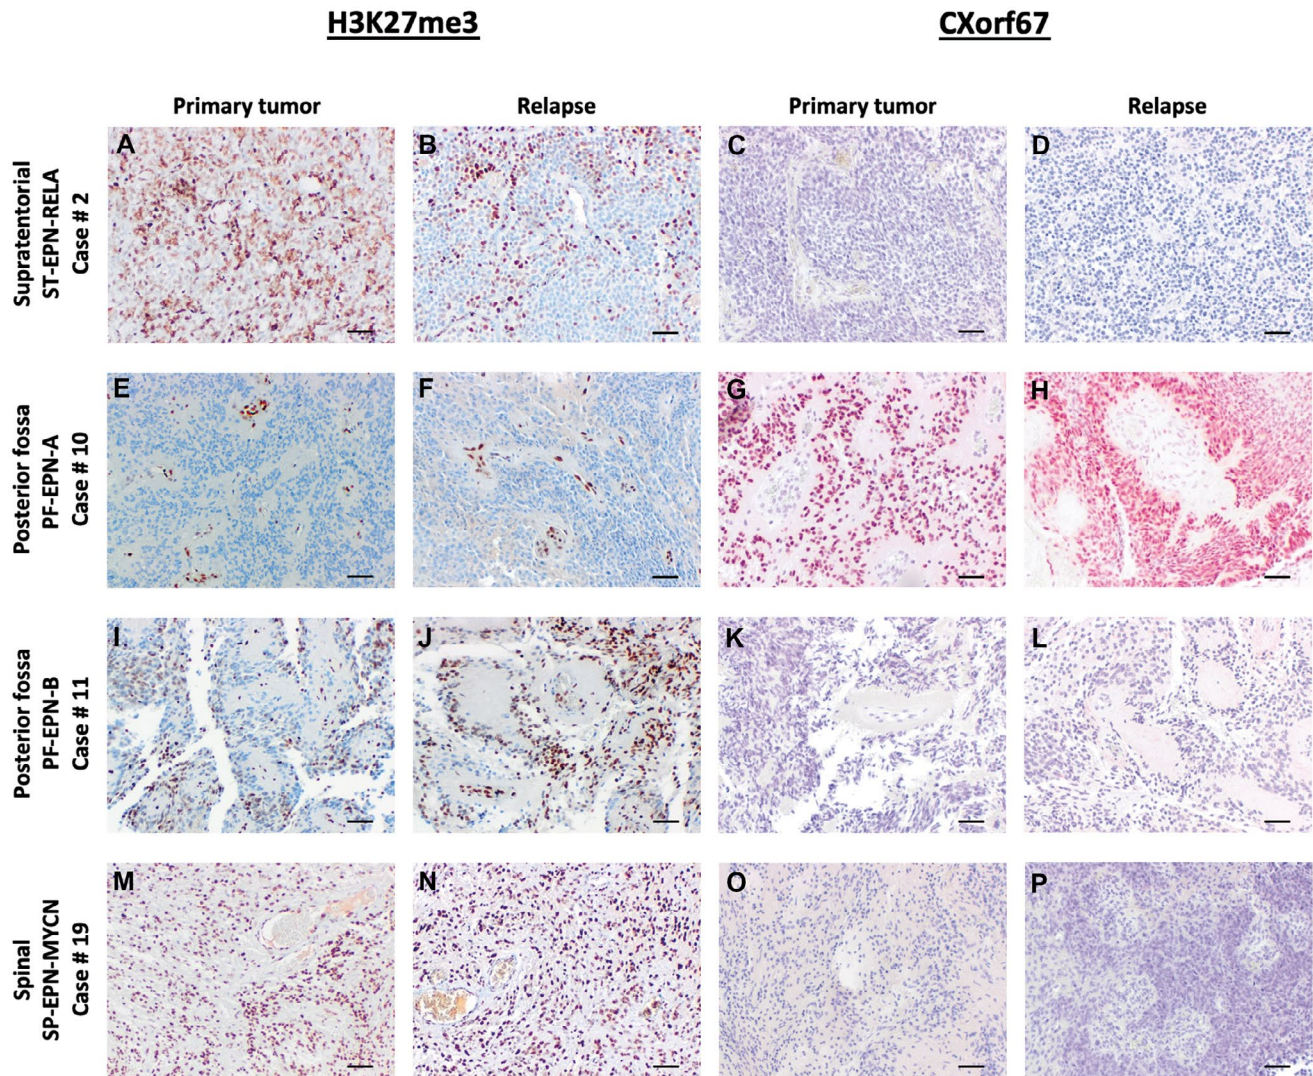 H3K27me3 CXorf67
Primary tumor Relapse Primary tumor Relapse
Supratentorial
ST-EPN-RELA
Case # 2
A B C D
Posterior fossa
PF-EPN-A
Case # 10
E F G H
Posterior fossa
PF-EPN-B
Case # 11
I J K L
Spinal
SP-EPN-MYCN
Case # 19
M N O P